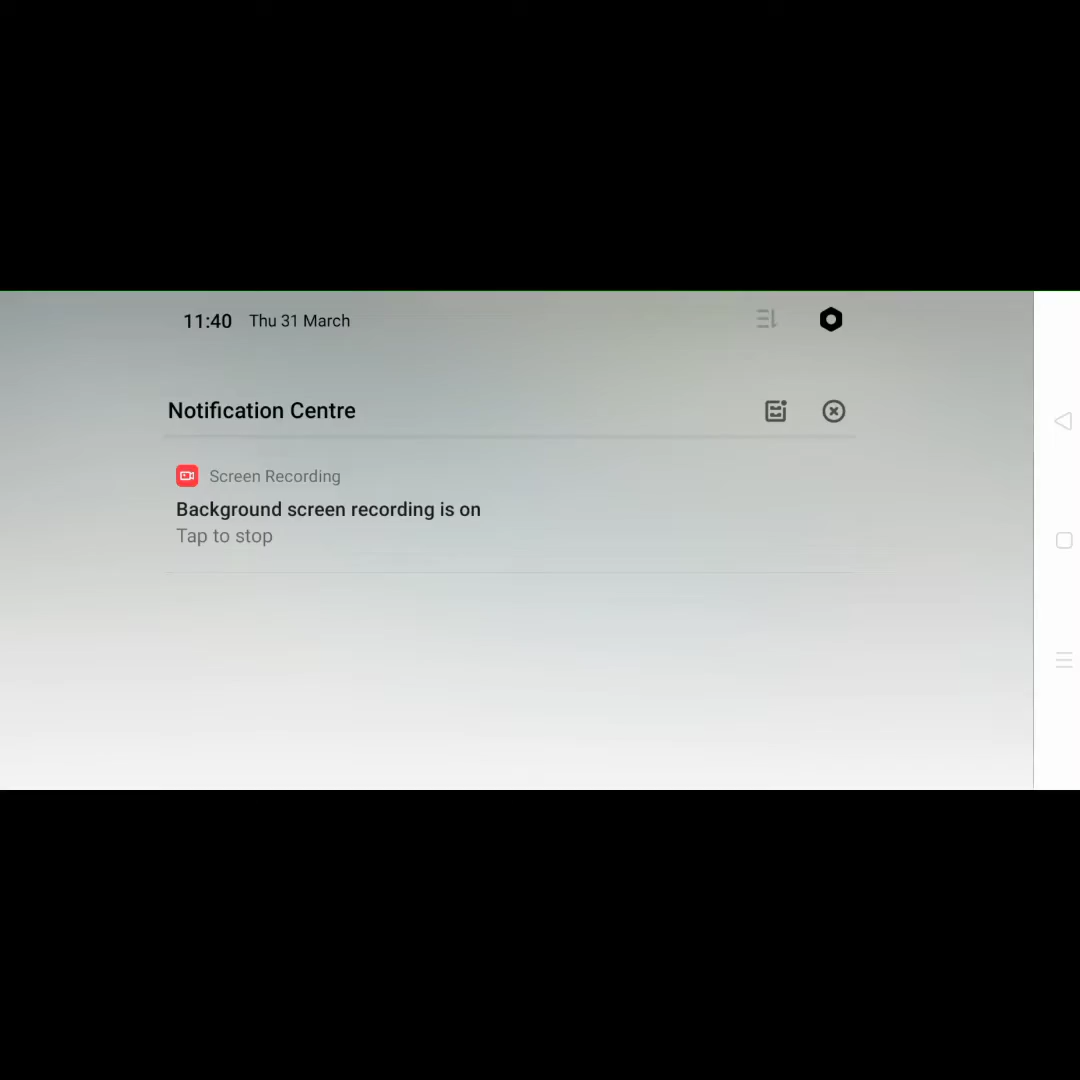 11:40 Thu 31 March
Notification Centre
Screen Recording
Background screen recording is on
Tap to stop